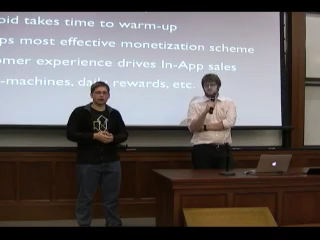 oid takes time to warm-up
ps most effective monetization scheme
omer experience drives In-App sales
-machines, daily rewards, etc.